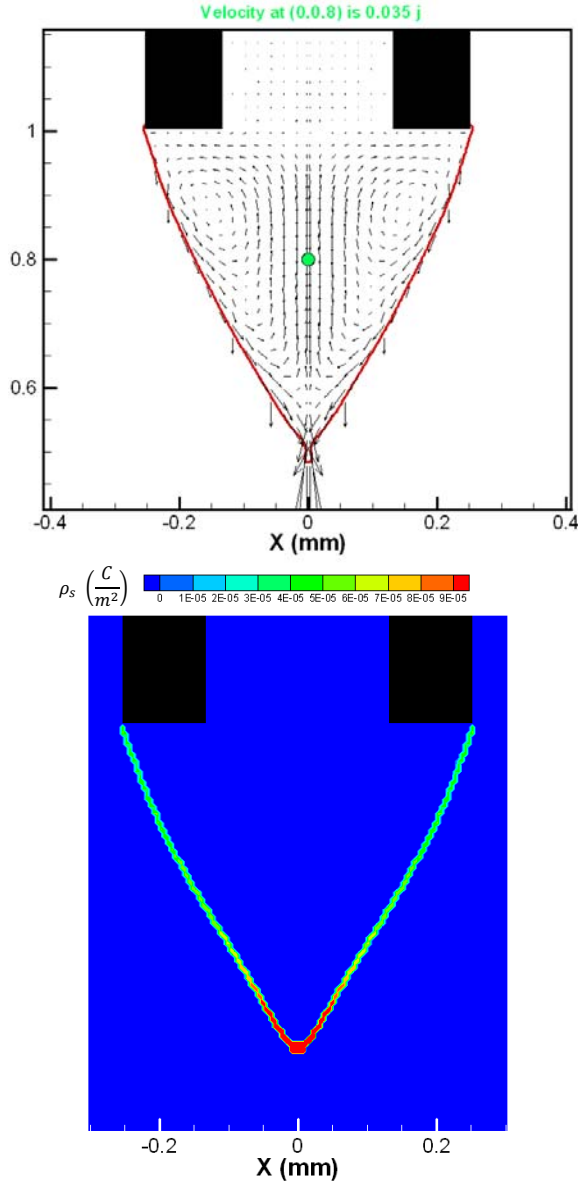 Velocity at (0.0.8) is 0.035 j
1
0.8
0.6
-0.4 -0.2 0 0.2 0.4
X (mm)
ρs (C/m²)
0 1E-05 2E-05 3E-05 4E-05 5E-05 6E-05 7E-05 8E-05 9E-05
-0.2 0 0.2
X (mm)